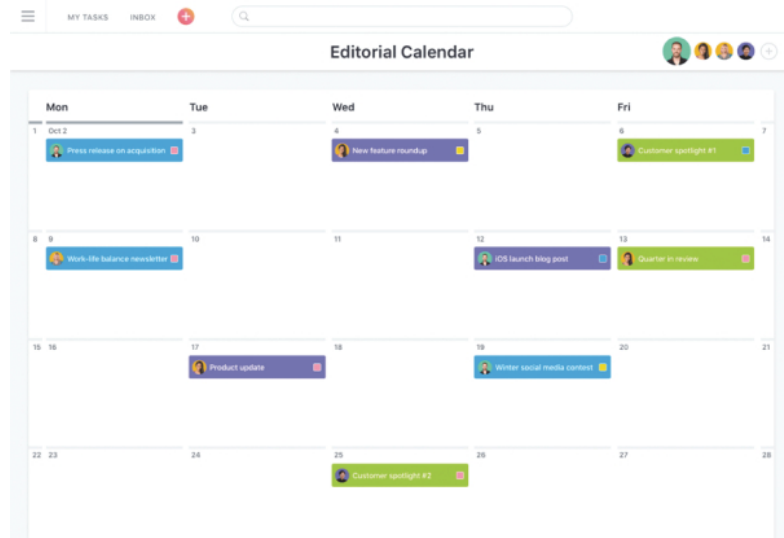 MY TASKS INBOX
Editorial Calendar
Mon Tue Wed Thu Fri
1 Oct 2 3 4 5 6 7
Press release on acquisition New feature roundup Customer spotlight #1
8 9 10 11 12 13 14
Work-life balance newsletter iOS launch blog post Quarter in review
15 16 17 18 19 20 21
Product update Winter social media contest
22 23 24 25 26 27 28
Customer spotlight #2